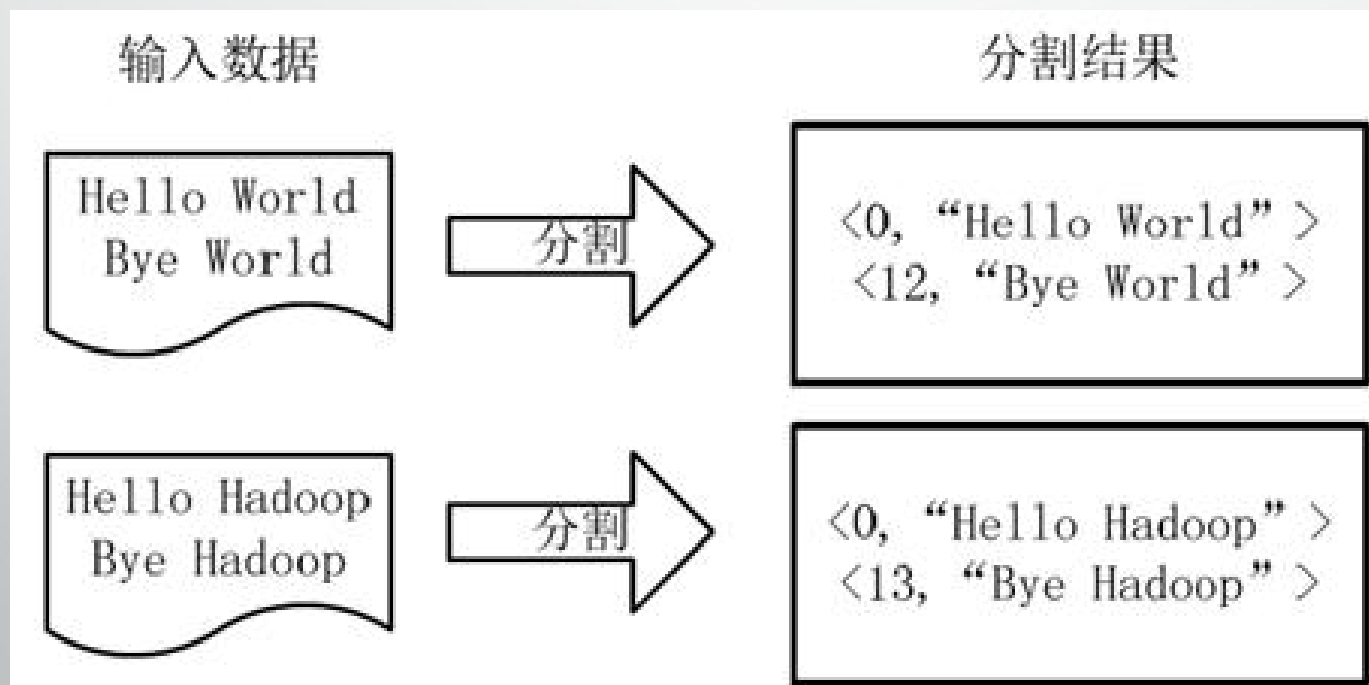 输入数据
分割结果
Hello World
Bye World
分割
<0, “Hello World”>
<12, “Bye World”>
Hello Hadoop
Bye Hadoop
分割
<0, “Hello Hadoop”>
<13, “Bye Hadoop”>